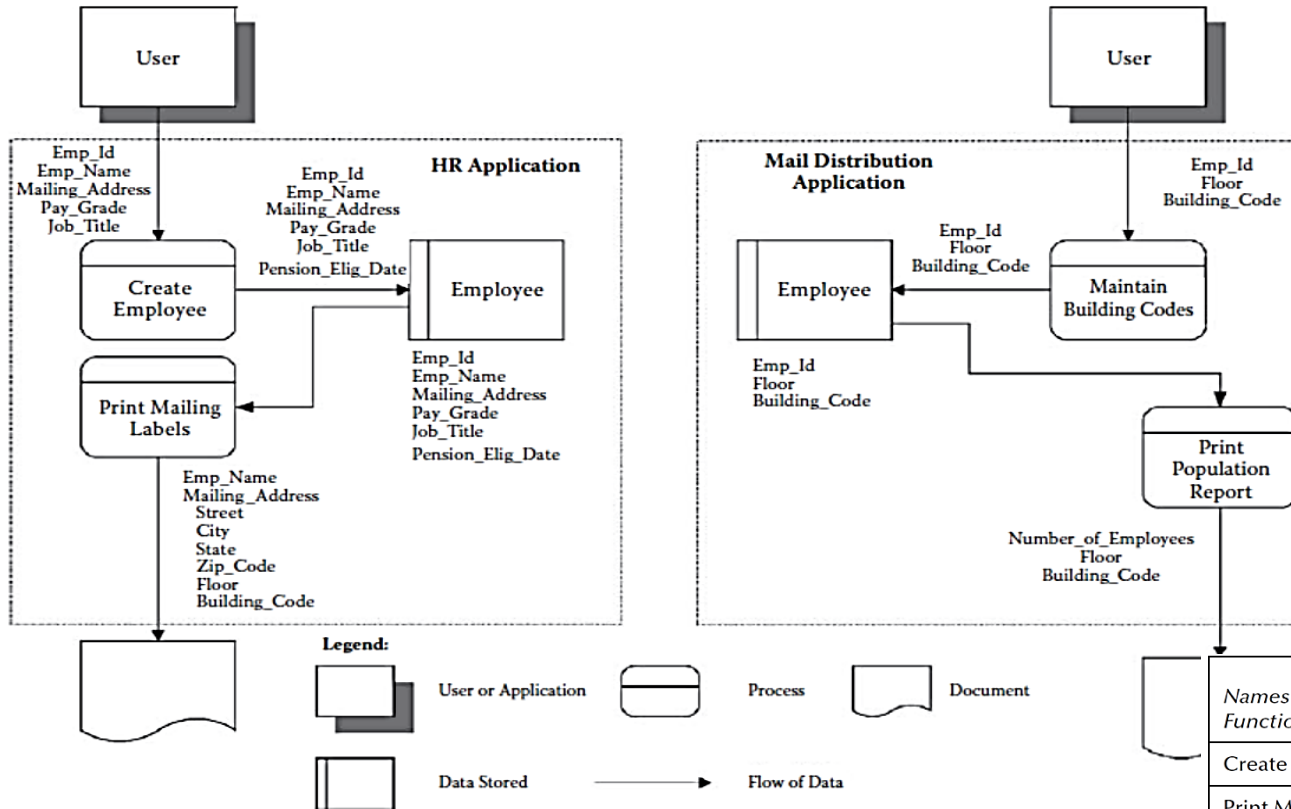 User
Emp_Id
Emp_Name
Mailing_Address
Pay_Grade
Job_Title
HR Application
Emp_Id
Emp_Name
Mailing_Address
Pay_Grade
Job_Title
Pension_Elig_Date
Create
Employee
Employee
Emp_Id
Emp_Name
Mailing_Address
Pay_Grade
Job_Title
Pension_Elig_Date
Print Mailing
Labels
Emp_Name
Mailing_Address
Street
City
State
Zip_Code
Floor
Building_Code
User
Mail Distribution
Application
Emp_Id
Floor
Building_Code
Emp_Id
Floor
Building_Code
Employee
Maintain
Building Codes
Emp_Id
Floor
Building_Code
Print
Population
Report
Number_of_Employees
Floor
Building_Code
Legend:
User or Application
Process
Document
Data Stored
Flow of Data
Names
Create